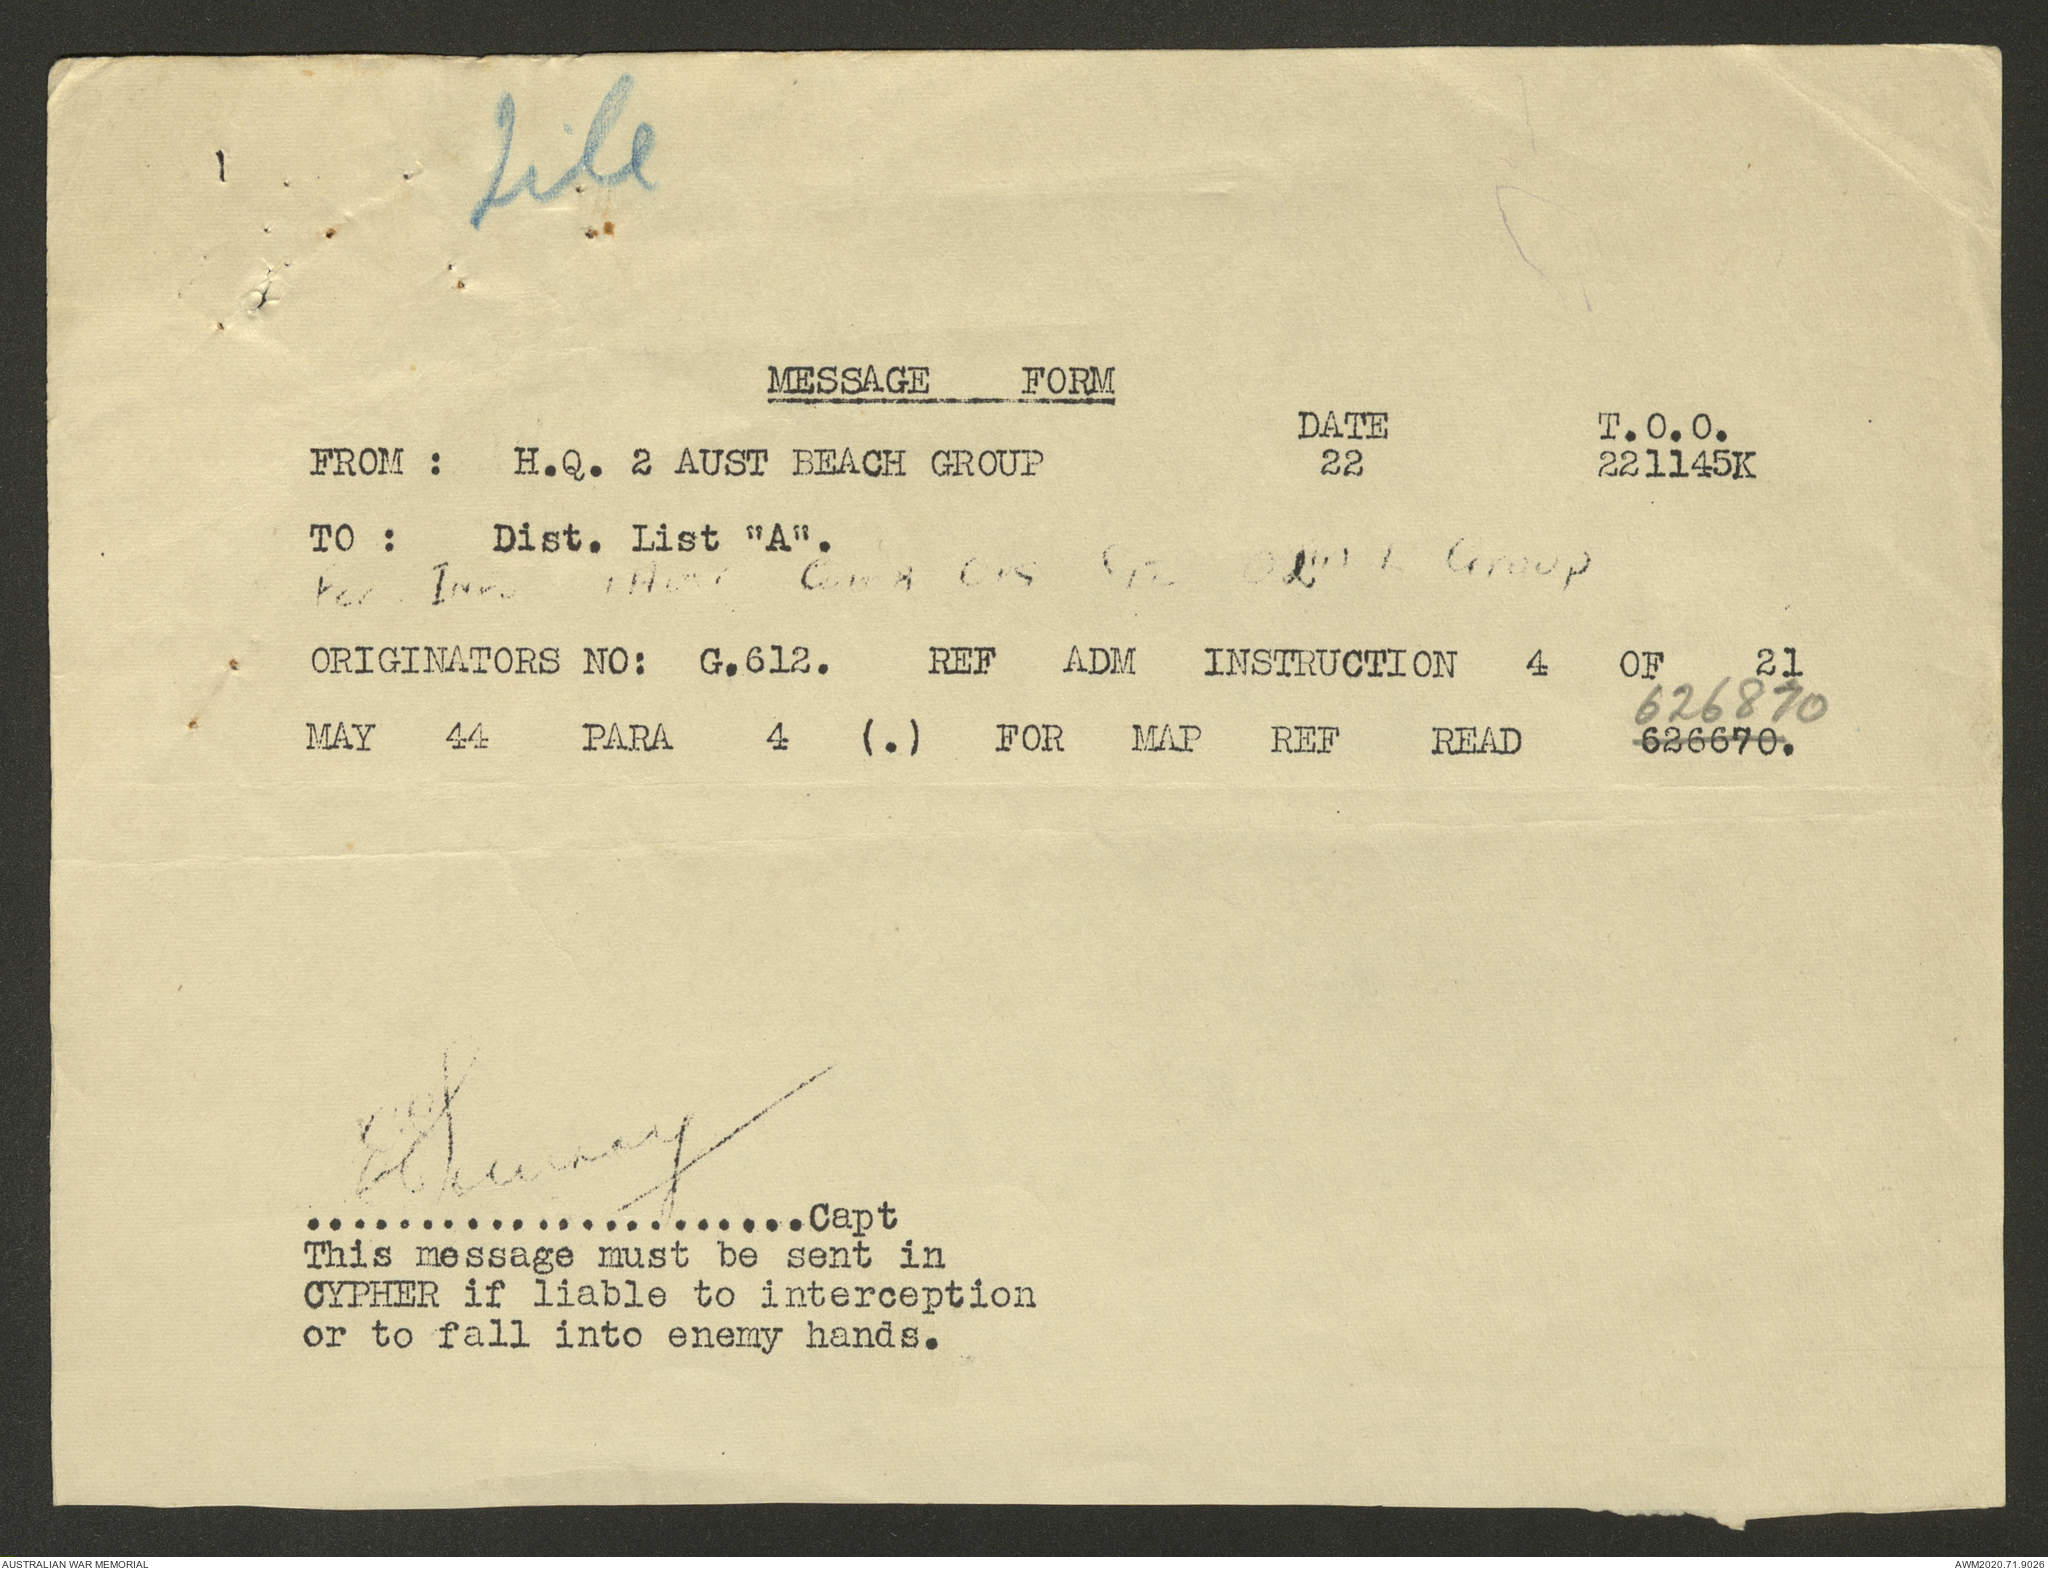 File
MESSAGE FORM
DATE T.O.O.
FROM : H.Q. 2 AUST BEACH GROUP 22 221145K
TO : Dist. List "A".
Group
ORIGINATORS NO: G.612. REF ADM INSTRUCTION 4 OF 21
626870
MAY 44 PARA 4 (.) FOR MAP REF READ 626670.
.......................Capt
This message must be sent in
CYPHER if liable to interception
or to fall into enemy hands.
AUSTRALIAN WAR MEMORIAL AWM2020.71.9026